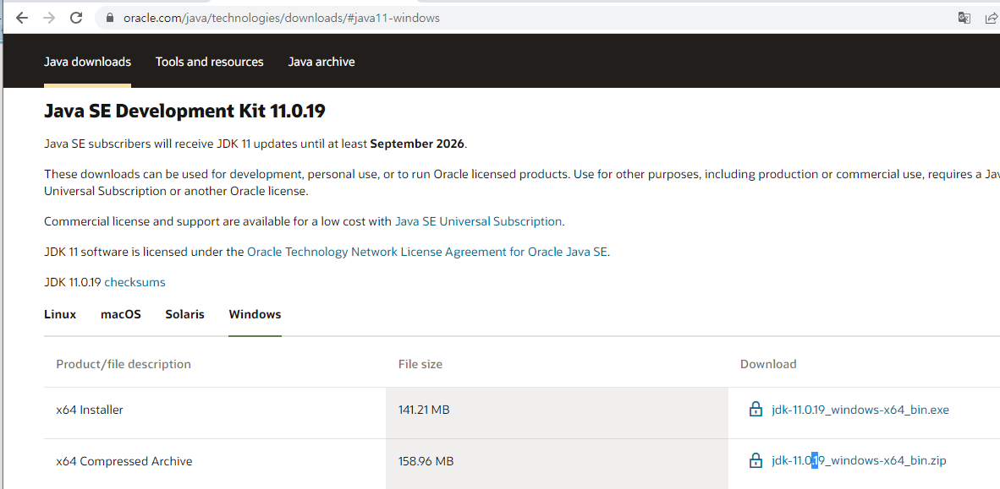 oracle.com/java/technologies/downloads/#java11-windows
Java downloads Tools and resources Java archive
Java SE Development Kit 11.0.19
Java SE subscribers will receive JDK 11 updates until at least September 2026.
These downloads can be used for development, personal use, or to run Oracle licensed products. Use for other purposes, including production or commercial use, requires a
Universal Subscription or another Oracle license.
Commercial license and support are available for a low cost with Java SE Universal Subscription.
JDK 11 software is licensed under the Oracle Technology Network License Agreement for Oracle Java SE.
JDK 11.0.19 checksums
Linux macOS Solaris Windows
Product/file description File size Download
x64 Installer 141.21 MB jdk-11.0.19_windows-x64_bin.exe
x64 Compressed Archive 158.96 MB jdk-11.0.19_windows-x64_bin.zip